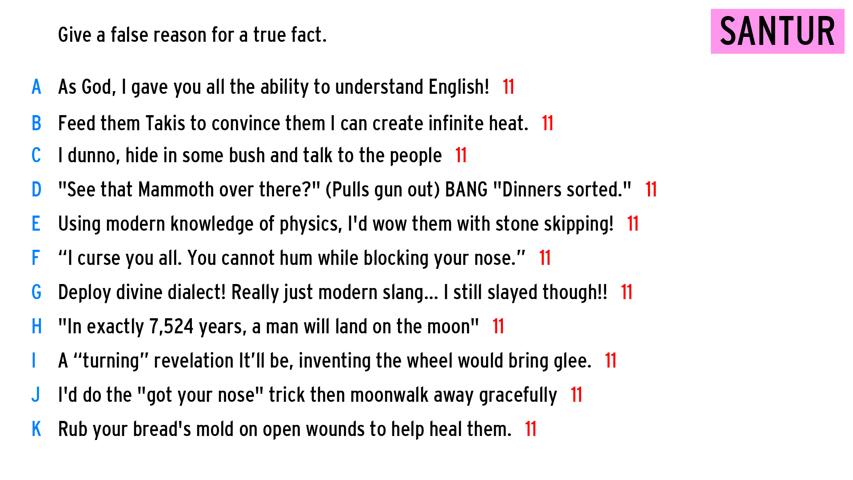 Give a false reason for a true fact.
SANTUR
A As God, I gave you all the ability to understand English! 11
B Feed them Takis to convince them I can create infinite heat. 11
C I dunno, hide in some bush and talk to the people 11
D "See that Mammoth over there?" (Pulls gun out) BANG "Dinners sorted." 11
E Using modern knowledge of physics, I'd wow them with stone skipping! 11
F “I curse you all. You cannot hum while blocking your nose.” 11
G Deploy divine dialect! Really just modern slang... I still slayed though!! 11
H "In exactly 7,524 years, a man will land on the moon" 11
I A “turning” revelation It’ll be, inventing the wheel would bring glee. 11
J I'd do the "got your nose" trick then moonwalk away gracefully 11
K Rub your bread's mold on open wounds to help heal them. 11